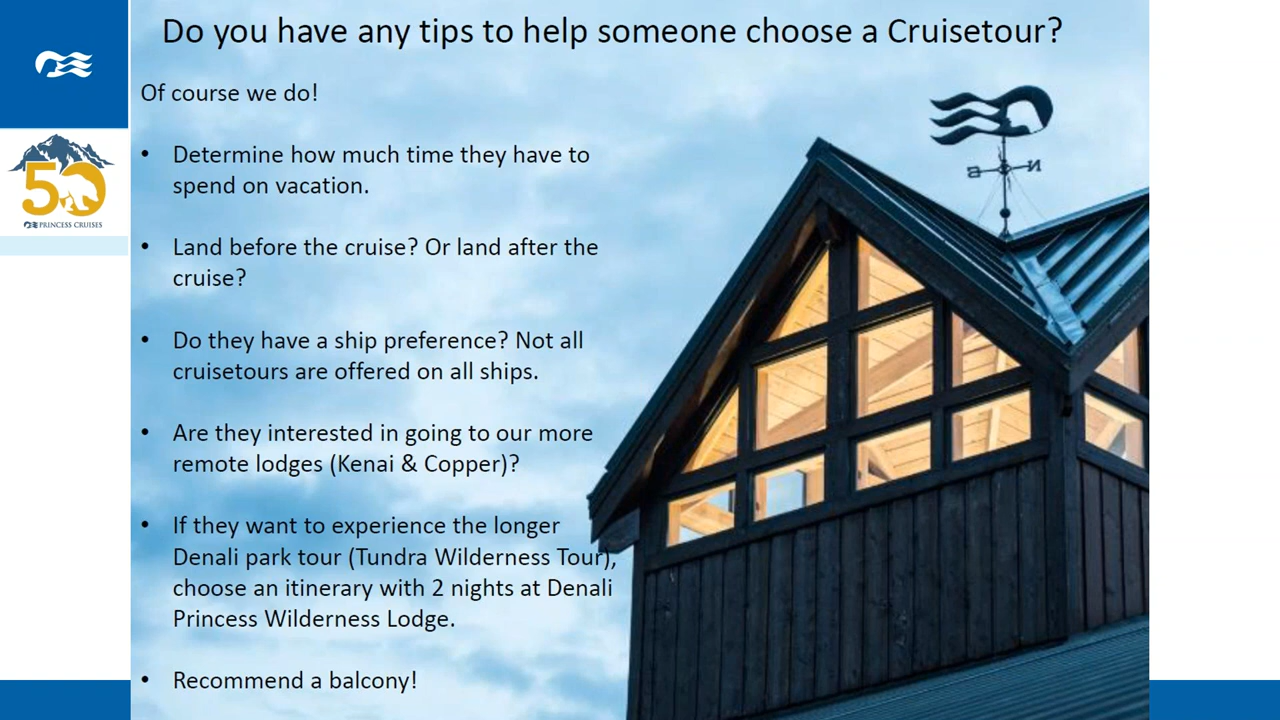 Do you have any tips to help someone choose a Cruisetour?
Of course we do!
• Determine how much time they have to
spend on vacation.
• Land before the cruise? Or land after the
cruise?
• Do they have a ship preference? Not all
cruisetours are offered on all ships.
• Are they interested in going to our more
remote lodges (Kenai & Copper)?
• If they want to experience the longer
Denali park tour (Tundra Wilderness Tour),
choose an itinerary with 2 nights at Denali
Princess Wilderness Lodge.
• Recommend a balcony!
50
PRINCESS CRUISES